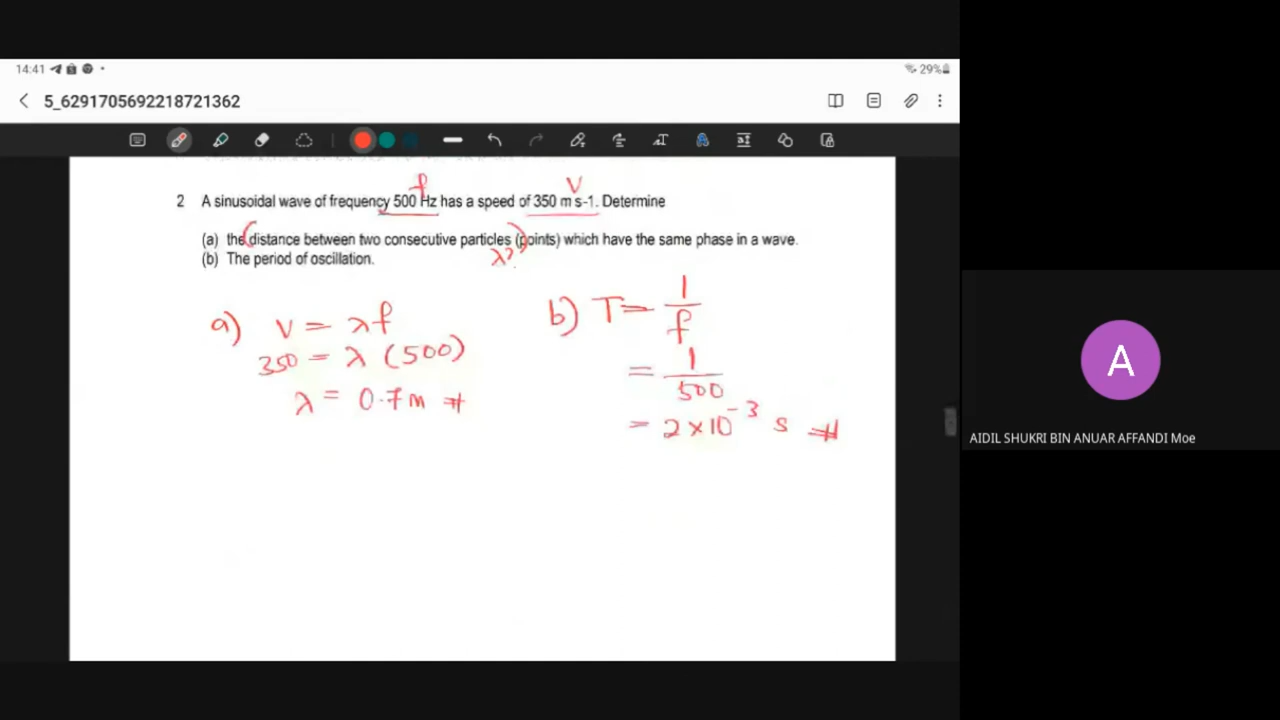 14:41
29%
5_6291705692218721362
f
v
2 A sinusoidal wave of frequency 500 Hz has a speed of 350 m s-1. Determine
(a) the (distance between two consecutive particles (points) which have the same phase in a wave.
λ??
(b) The period of oscillation.
a) v = λf
350 = λ (500)
λ = 0.7 m #
b) T = 1/f
= 1/500
= 2×10⁻³ s #
A
AIDIL SHUKRI BIN ANUAR AFFANDI Moe